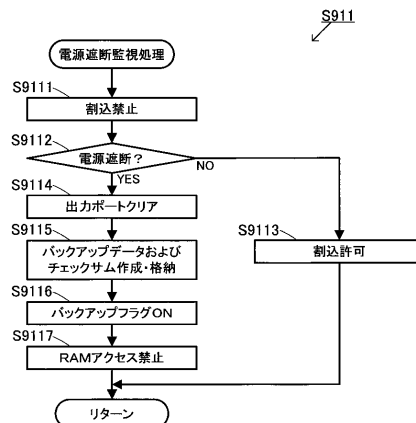 S911
電源遮断監視処理
S9111
割込禁止
S9112
電源遮断？
NO
YES
S9114
出力ポートクリア
S9113
割込許可
S9115
バックアップデータおよび
チェックサム作成・格納
S9116
バックアップフラグON
S9117
RAMアクセス禁止
リターン